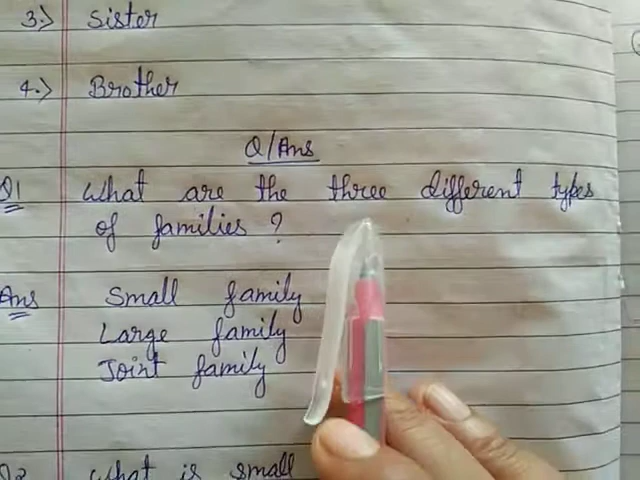 3.> Sister
4.> Brother
Q/Ans
Q1 What are the three different types
of families ?
Ans Small family
Large family
Joint family
Q2 What is small